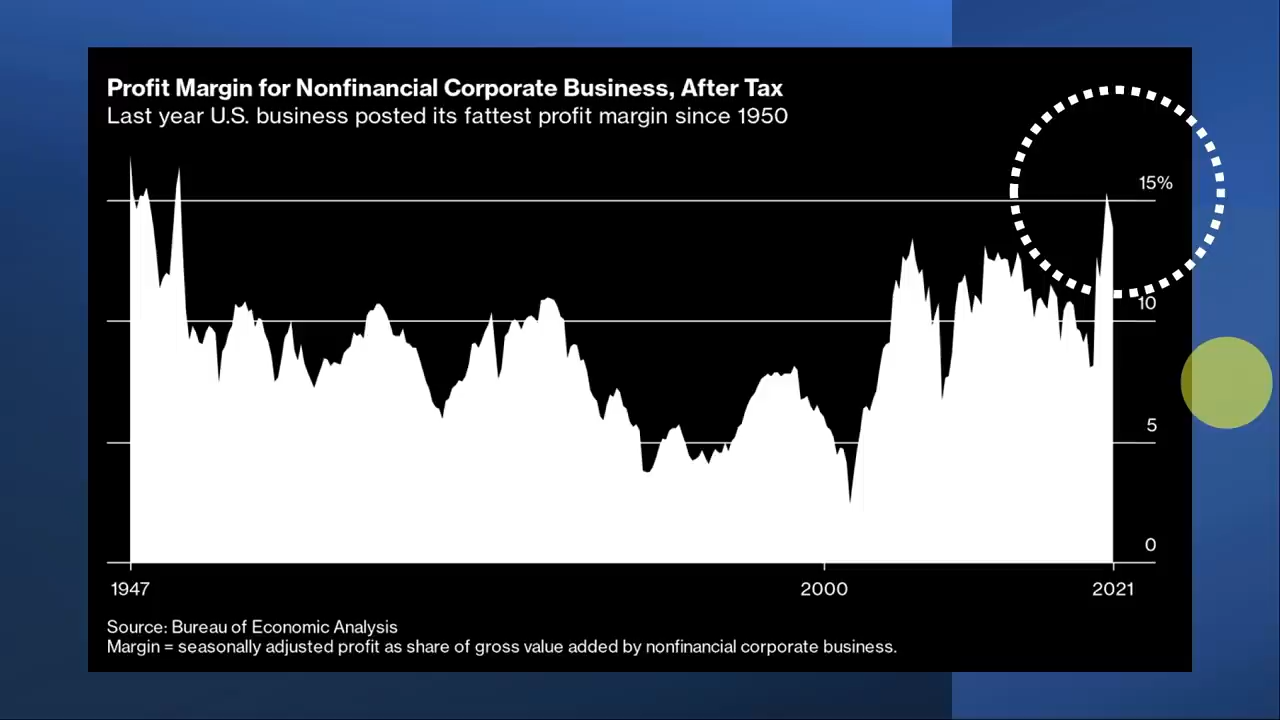 Profit Margin for Nonfinancial Corporate Business, After Tax
Last year U.S. business posted its fattest profit margin since 1950
15%
10
5
0
1947 2000 2021
Source: Bureau of Economic Analysis
Margin = seasonally adjusted profit as share of gross value added by nonfinancial corporate business.